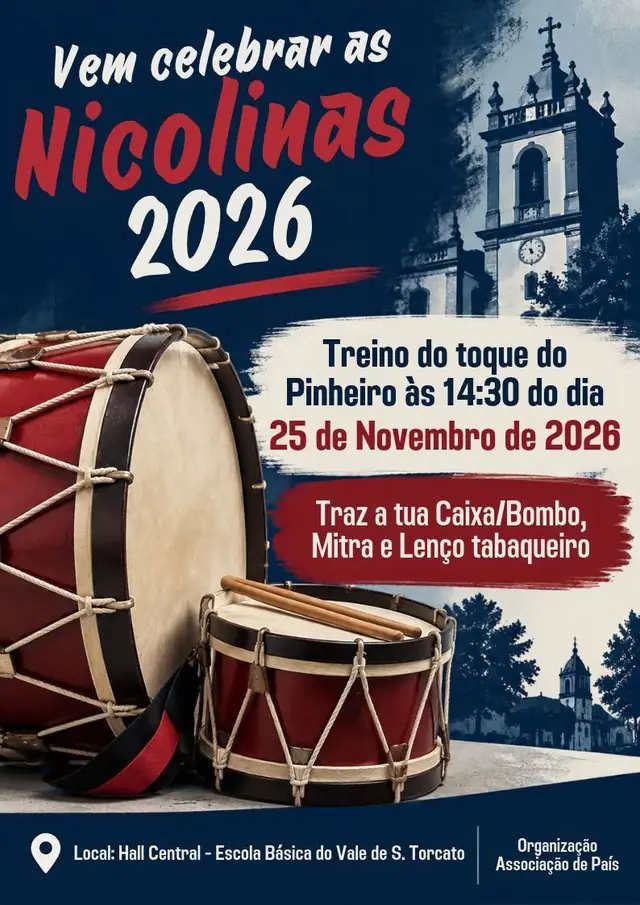 Vem celebrar as
Nicolinas
2026
Treino do toque do
Pinheiro às 14:30 do dia
25 de Novembro de 2026
Traz a tua Caixa/Bombo,
Mitra e Lenço tabaqueiro
Local: Hall Central - Escola Básica do Vale de S. Torcato
Organização
Associação de País